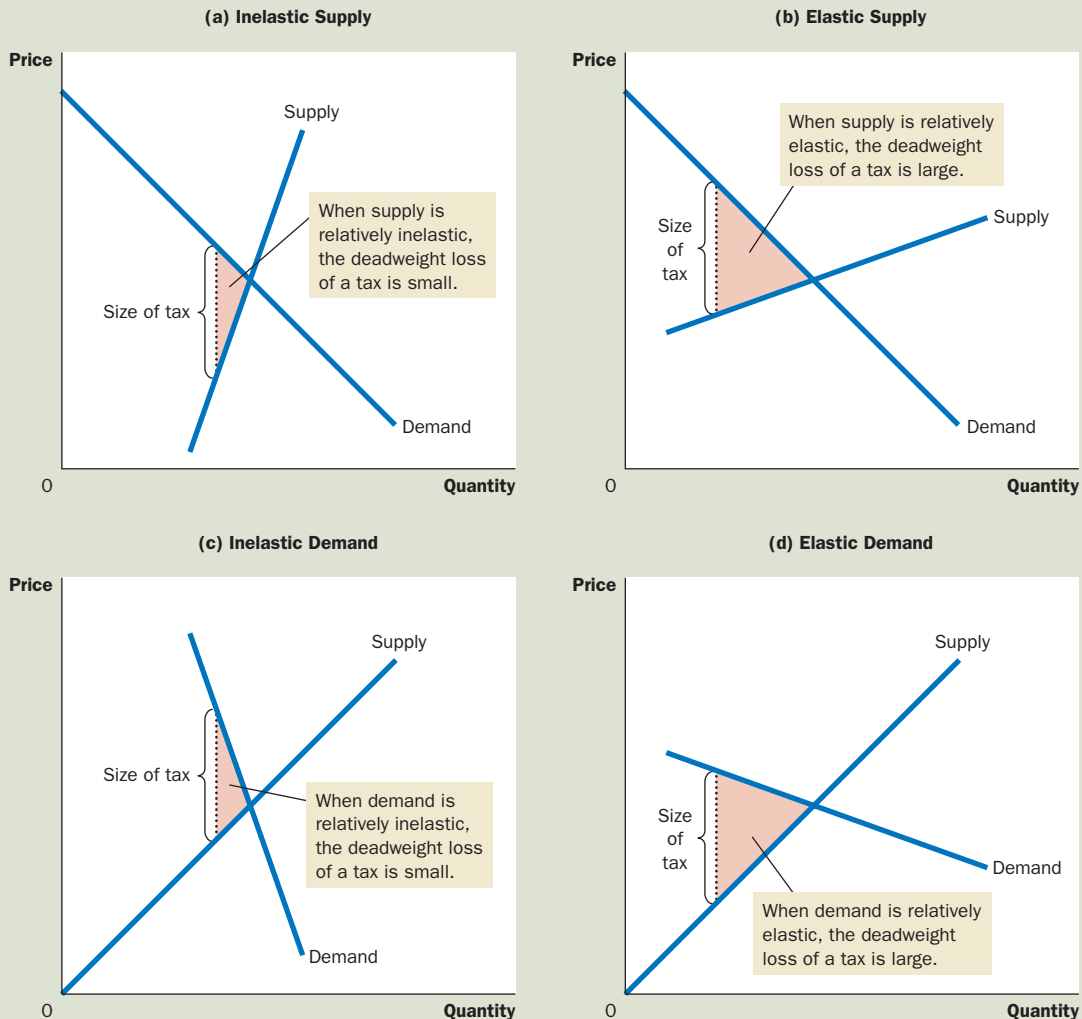 (a) Inelastic Supply
Price
Supply
When supply is
relatively inelastic,
the deadweight loss
of a tax is small.
Size of tax
Demand
0
Quantity
(b) Elastic Supply
Price
When supply is relatively
elastic, the deadweight
loss of a tax is large.
Supply
Size
of
tax
Demand
0
Quantity
(c) Inelastic Demand
Price
Supply
Size of tax
When demand is
relatively inelastic,
the deadweight loss
of a tax is small.
Demand
0
Quantity
(d) Elastic Demand
Price
Supply
Size
of
tax
Demand
When demand is relatively
elastic, the deadweight
loss of a tax is large.
0
Quantity